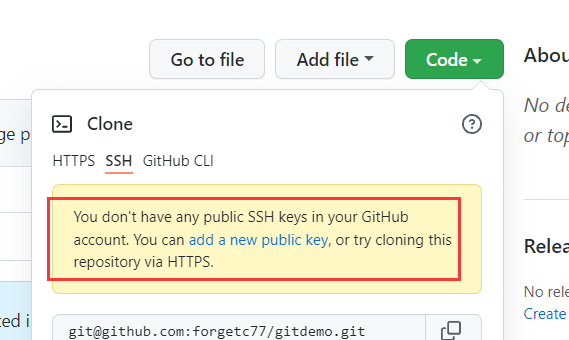 Go to file
Add file
Code
Abou
Clone
No de
or top
ge p
HTTPS SSH GitHub CLI
You don't have any public SSH keys in your GitHub
account. You can add a new public key, or try cloning this
repository via HTTPS.
Relea
No rele
Create
ted i
git@github.com:forgetc77/gitdemo.git